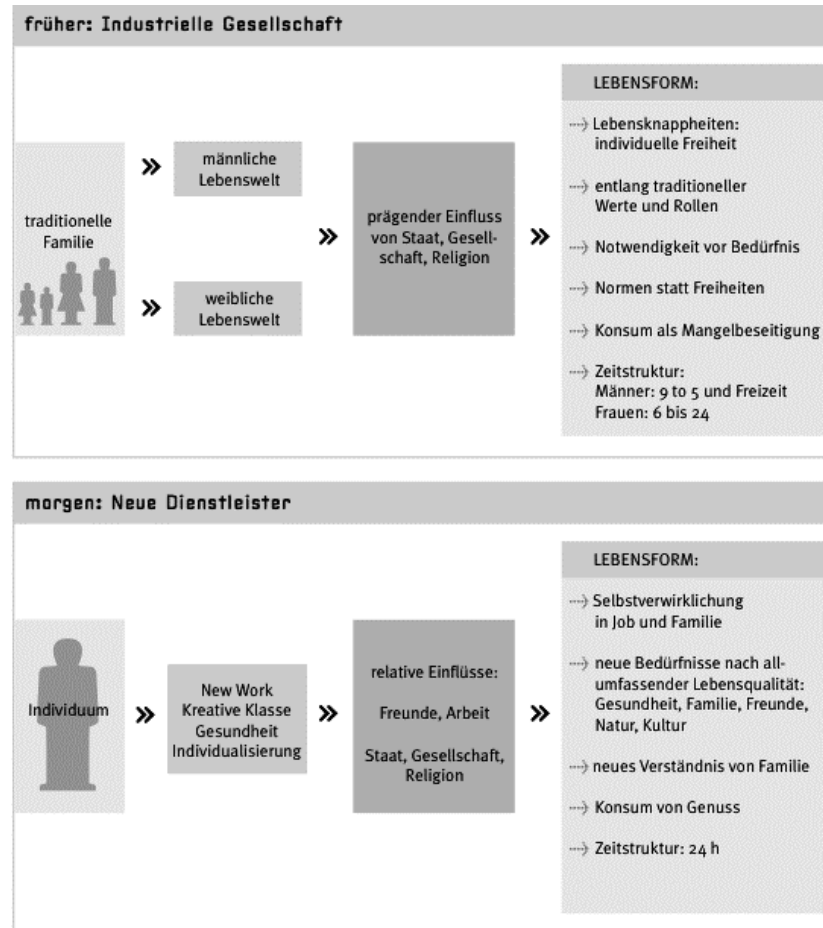 früher: Industrielle Gesellschaft
traditionelle
Familie
männliche
Lebenswelt
weibliche
Lebenswelt
prägender Einfluss
von Staat, Gesell-
schaft, Religion
LEBENSFORM:
Lebensknappheiten:
individuelle Freiheit
entlang traditioneller
Werte und Rollen
Notwendigkeit vor Bedürfnis
Normen statt Freiheiten
Konsum als Mangelbeseitigung
Zeitstruktur:
Männer: 9 to 5 und Freizeit
Frauen: 6 bis 24
morgen: Neue Dienstleister
Individuum
New Work
Kreative Klasse
Gesundheit
Individualisierung
relative Einflüsse:
Freunde, Arbeit
Staat, Gesellschaft,
Religion
LEBENSFORM:
Selbstverwirklichung
in Job und Familie
neue Bedürfnisse nach all-
umfassender Lebensqualität:
Gesundheit, Familie, Freunde,
Natur, Kultur
neues Verständnis von Familie
Konsum von Genuss
Zeitstruktur: 24 h